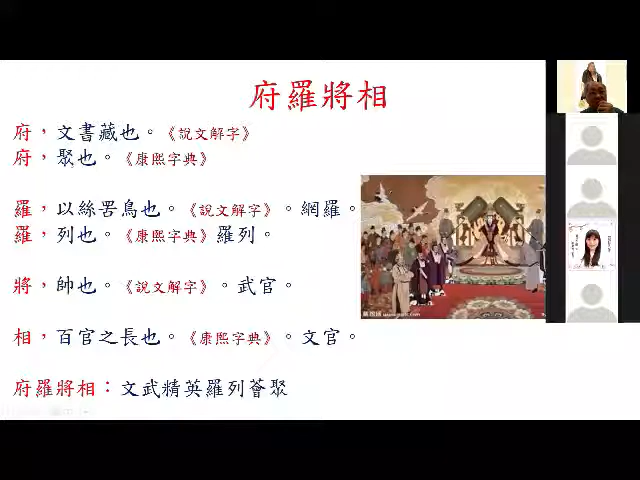 府羅將相
府，文書藏也。《說文解字》
府，聚也。《康熙字典》
羅，以絲罟鳥也。《說文解字》。網羅。
羅，列也。《康熙字典》羅列。
將，帥也。《說文解字》。武官。
相，百官之長也。《康熙字典》。文官。
府羅將相：文武精英羅列薈聚